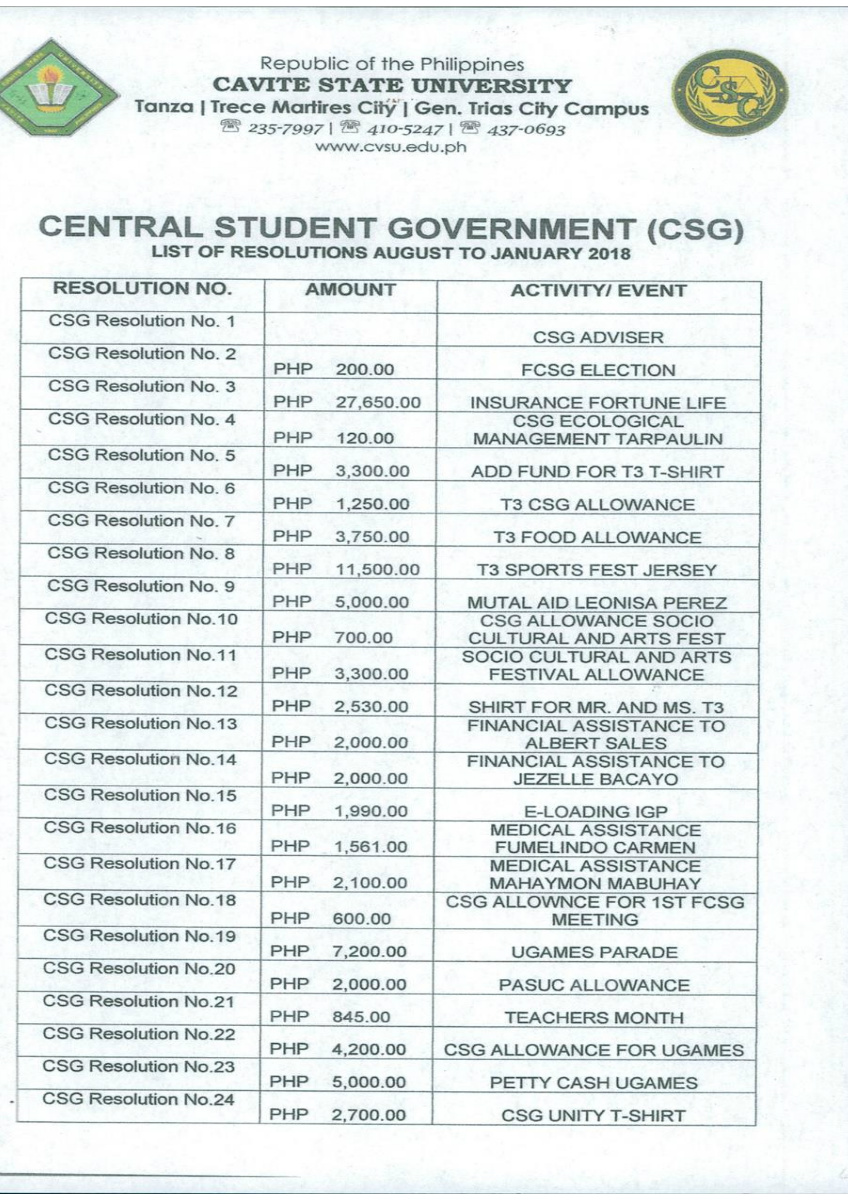 Republic of the Philippines
CAVITE STATE UNIVERSITY
Tanza | Trece Martires City | Gen. Trias City Campus
☏ 235-7997 | ☏ 410-5247 | ☏ 437-0693
www.cvsu.edu.ph
CSG
CENTRAL STUDENT GOVERNMENT (CSG)
LIST OF RESOLUTIONS AUGUST TO JANUARY 2018
RESOLUTION NO. AMOUNT ACTIVITY/ EVENT
CSG Resolution No. 1 CSG ADVISER
CSG Resolution No. 2 PHP 200.00 FCSG ELECTION
CSG Resolution No. 3 PHP 27,650.00 INSURANCE FORTUNE LIFE
CSG Resolution No. 4 PHP 120.00 CSG ECOLOGICAL
MANAGEMENT TARPAULIN
CSG Resolution No. 5 PHP 3,300.00 ADD FUND FOR T3 T-SHIRT
CSG Resolution No. 6 PHP 1,250.00 T3 CSG ALLOWANCE
CSG Resolution No. 7 PHP 3,750.00 T3 FOOD ALLOWANCE
CSG Resolution No. 8 PHP 11,500.00 T3 SPORTS FEST JERSEY
CSG Resolution No. 9 PHP 5,000.00 MUTAL AID LEONISA PEREZ
CSG Resolution No.10 PHP 700.00 CSG ALLOWANCE SOCIO
CULTURAL AND ARTS FEST
CSG Resolution No.11 PHP 3,300.00 SOCIO CULTURAL AND ARTS
FESTIVAL ALLOWANCE
CSG Resolution No.12 PHP 2,530.00 SHIRT FOR MR. AND MS. T3
CSG Resolution No.13 PHP 2,000.00 FINANCIAL ASSISTANCE TO
ALBERT SALES
CSG Resolution No.14 PHP 2,000.00 FINANCIAL ASSISTANCE TO
JEZELLE BACAYO
CSG Resolution No.15 PHP 1,990.00 E-LOADING IGP
CSG Resolution No.16 PHP 1,561.00 MEDICAL ASSISTANCE
FUMELINDO CARMEN
CSG Resolution No.17 PHP 2,100.00 MEDICAL ASSISTANCE
MAHAYMON MABUHAY
CSG Resolution No.18 PHP 600.00 CSG ALLOWNCE FOR 1ST FCSG
MEETING
CSG Resolution No.19 PHP 7,200.00 UGAMES PARADE
CSG Resolution No.20 PHP 2,000.00 PASUC ALLOWANCE
CSG Resolution No.21 PHP 845.00 TEACHERS MONTH
CSG Resolution No.22 PHP 4,200.00 CSG ALLOWANCE FOR UGAMES
CSG Resolution No.23 PHP 5,000.00 PETTY CASH UGAMES
CSG Resolution No.24 PHP 2,700.00 CSG UNITY T-SHIRT